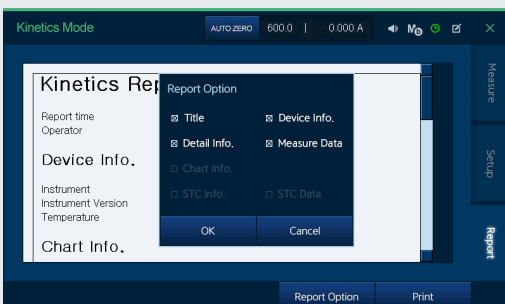 Kinetics Mode
AUTO ZERO
600.0 | 0.000 A
Measure
Setup
Report
Kinetics Rep
Report time
Operator
Device Info.
Instrument
Instrument Version
Temperature
Chart Info.
Report Option
Title
Device Info.
Detail Info.
Measure Data
Chart Info.
STC Info.
STC Data
OK
Cancel
Report Option
Print